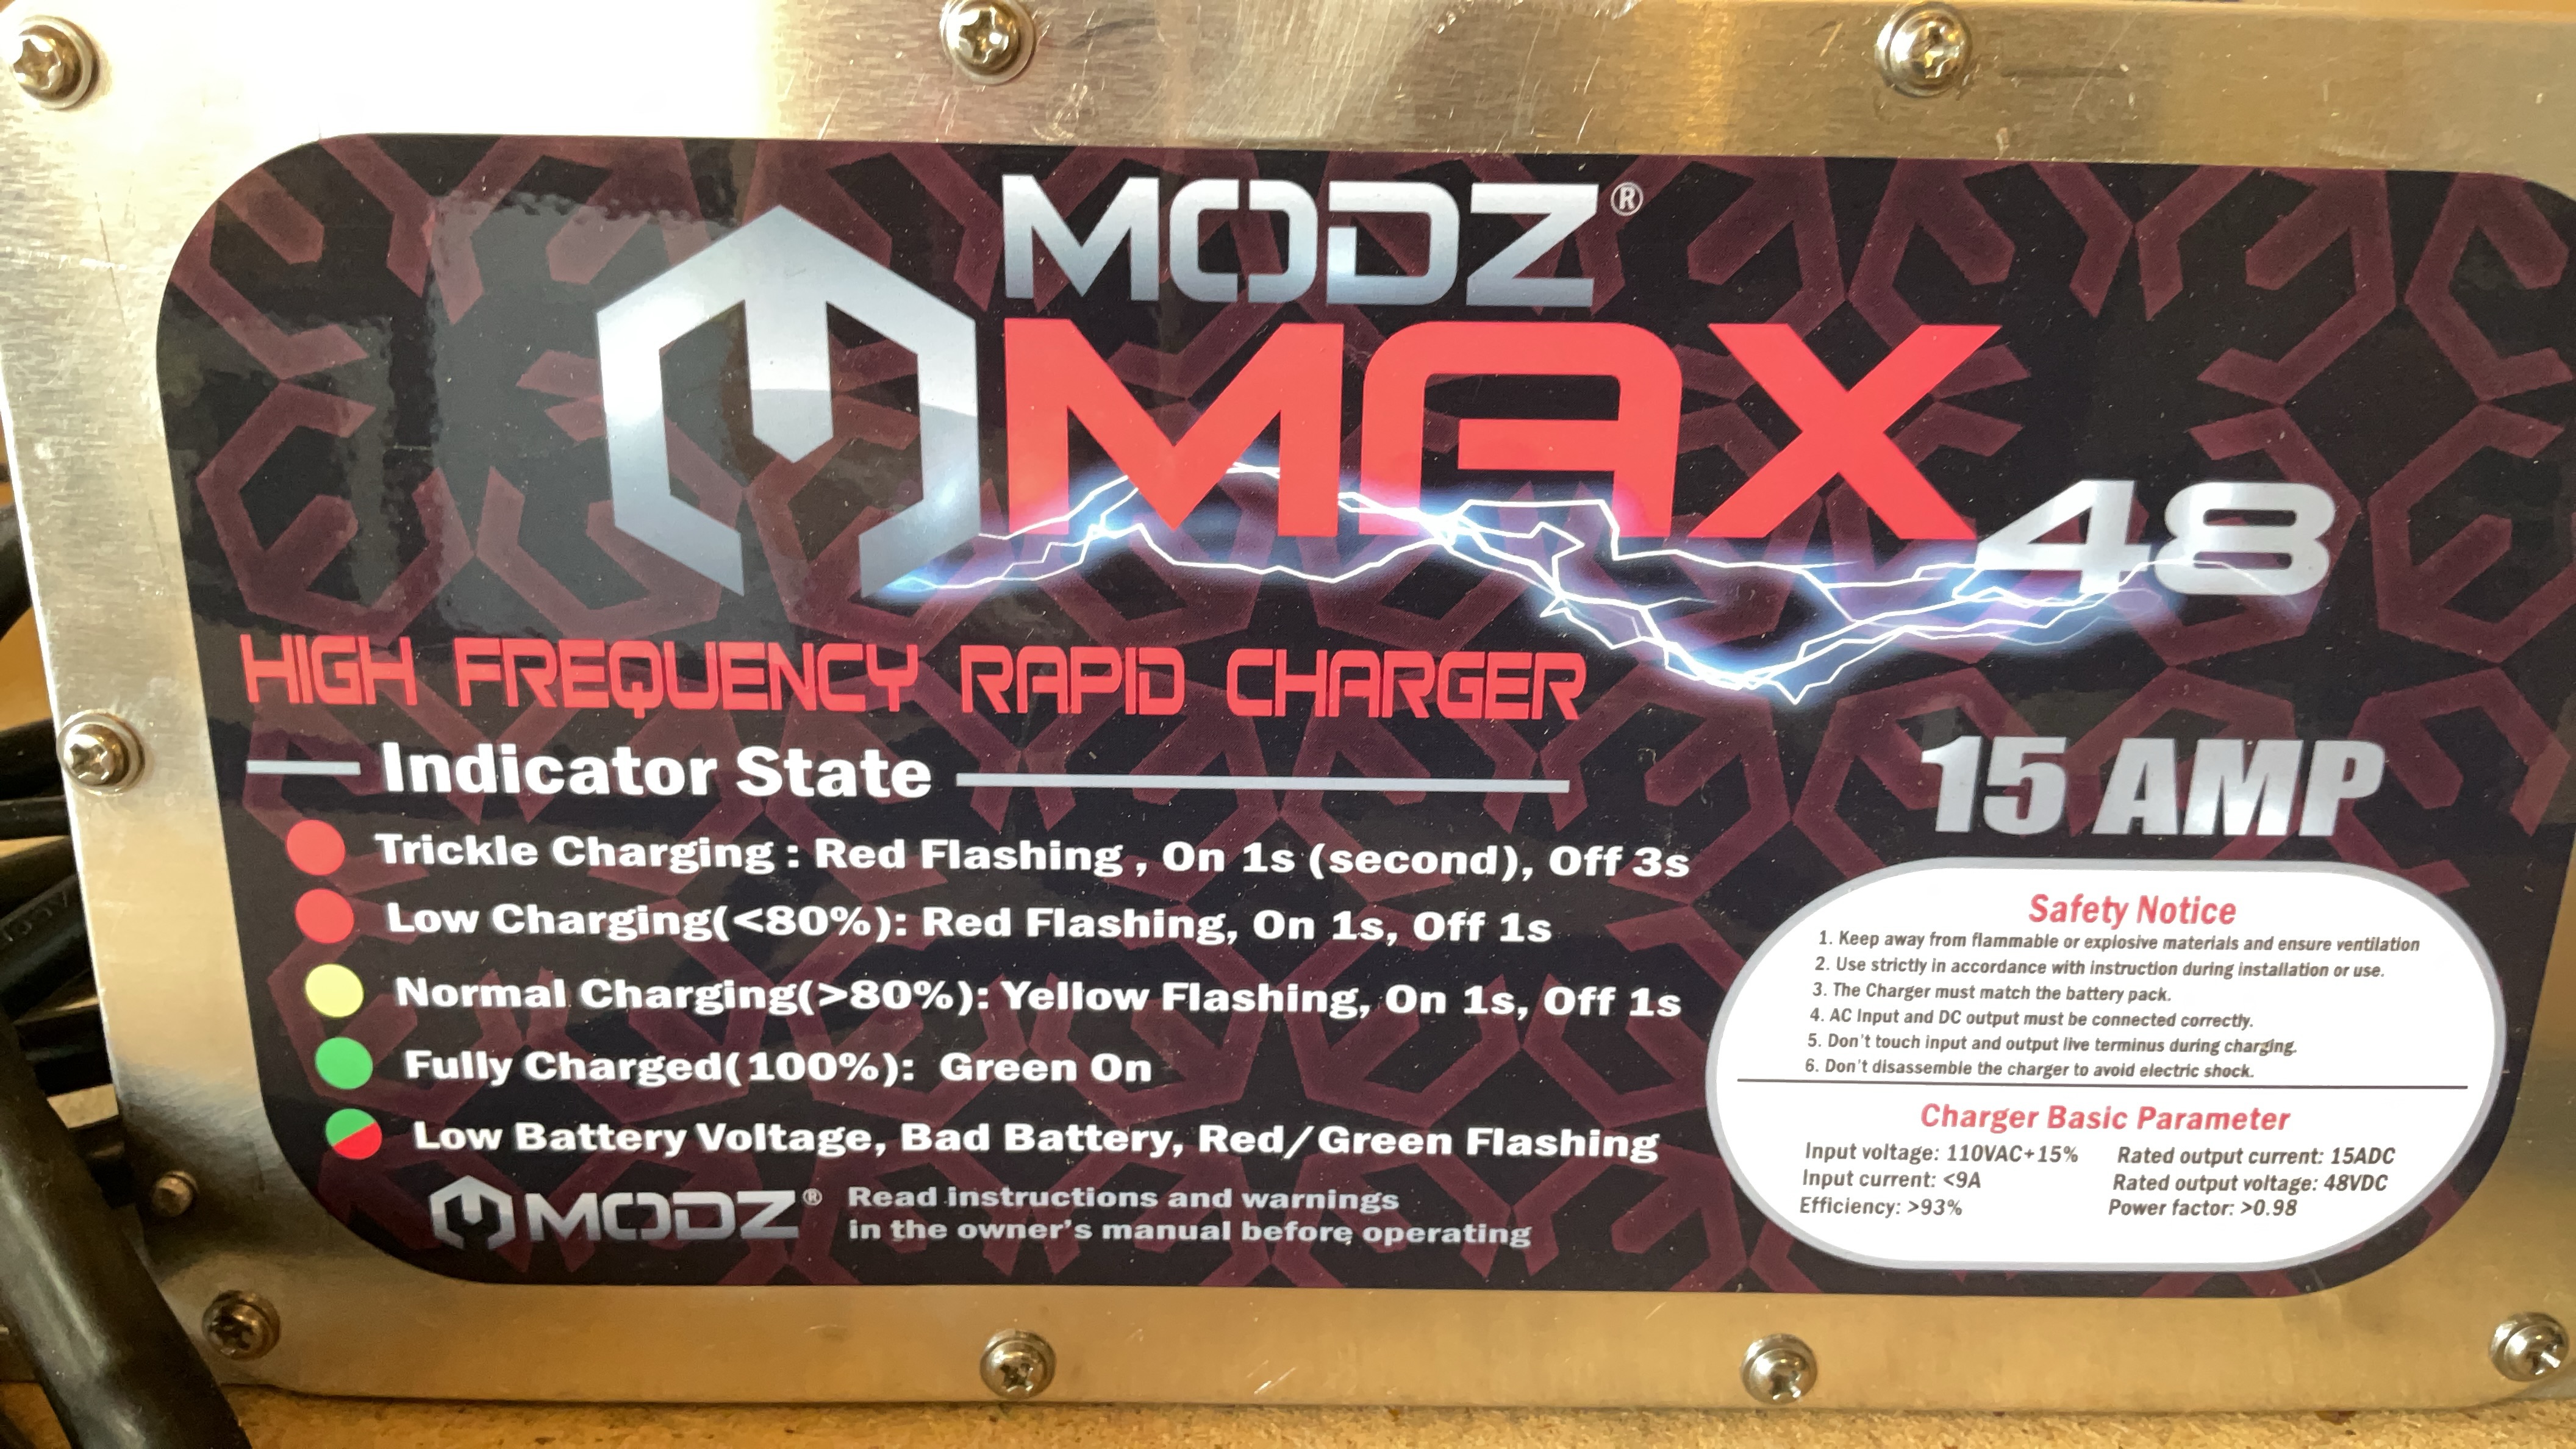 MODZ®
MAX48
HIGH FREQUENCY RAPID CHARGER
Indicator State
Trickle Charging : Red Flashing , On 1s (second), Off 3s
Low Charging(<80%): Red Flashing, On 1s, Off 1s
Normal Charging(>80%): Yellow Flashing, On 1s, Off 1s
Fully Charged(100%): Green On
Low Battery Voltage, Bad Battery, Red/Green Flashing
MODZ®
Read instructions and warnings
in the owner's manual before operating
15 AMP
Safety Notice
1. Keep away from flammable or explosive materials and ensure ventilation
2. Use strictly in accordance with instruction during installation or use.
3. The Charger must match the battery pack.
4. AC Input and DC output must be connected correctly.
5. Don't touch input and output live terminus during charging.
6. Don't disassemble the charger to avoid electric shock.
Charger Basic Parameter
Input voltage: 110VAC+15% Rated output current: 15ADC
Input current: <9A Rated output voltage: 48VDC
Efficiency: >93% Power factor: >0.98